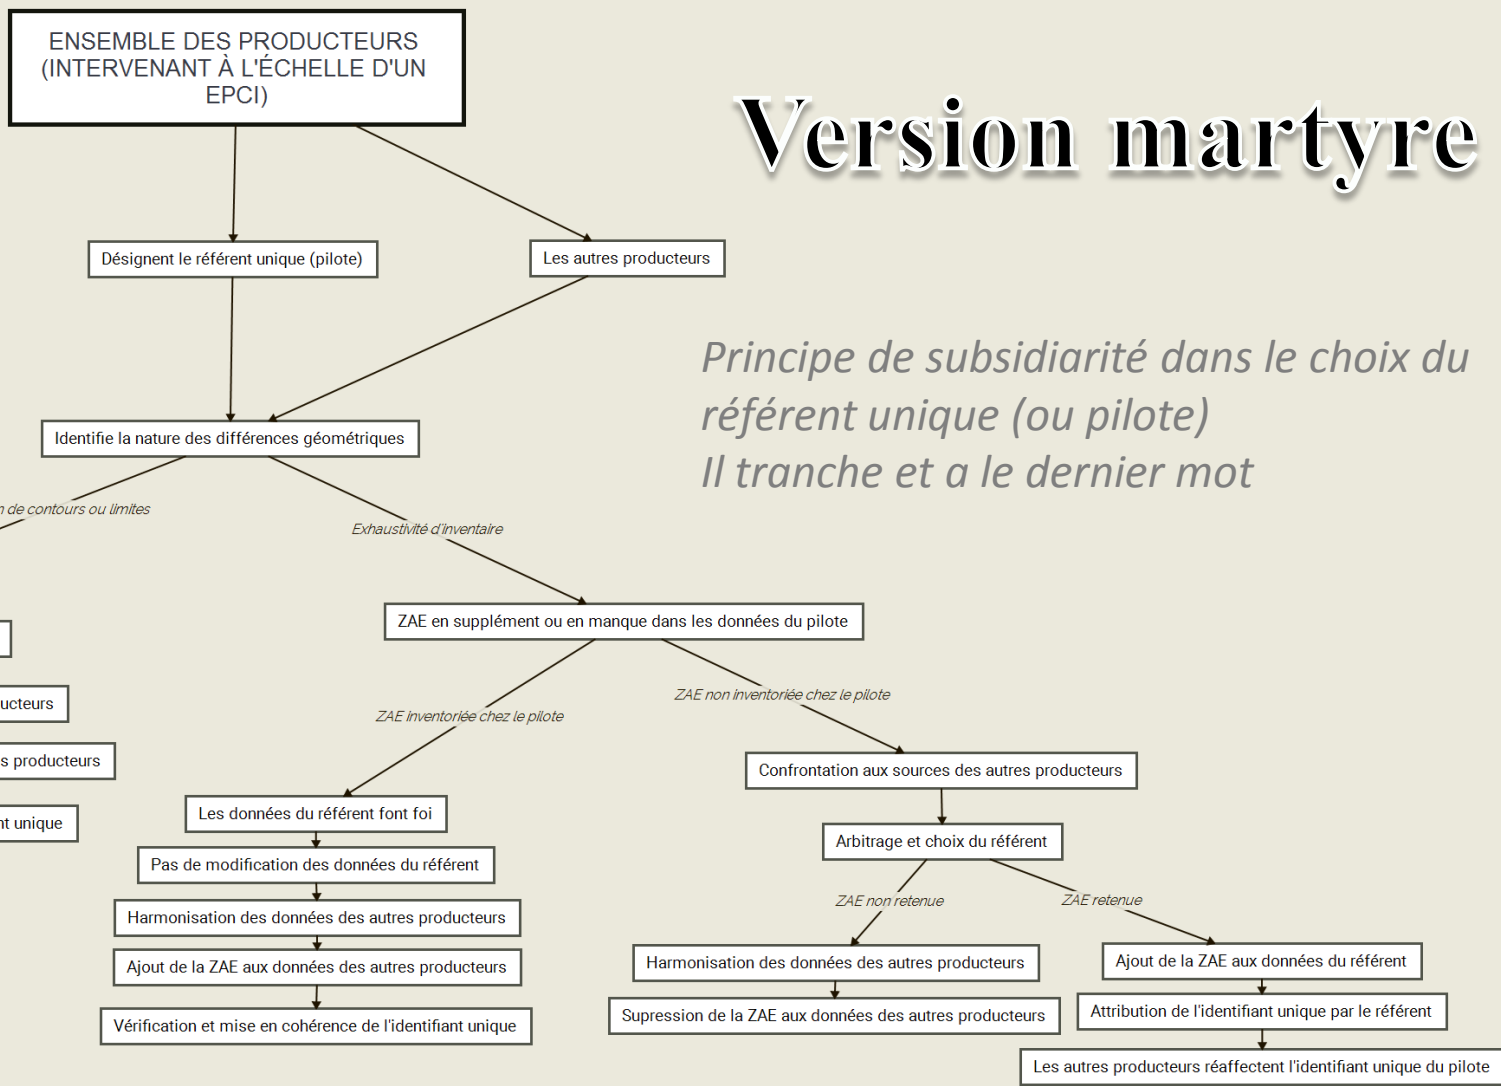 ENSEMBLE DES PRODUCTEURS
(INTERVENANT À L'ÉCHELLE D'UN
EPCI)
Version martyre
Désignent le référent unique (pilote)
Les autres producteurs
Principe de subsidiarité dans le choix du
référent unique (ou pilote)
Il tranche et a le dernier mot
Identifie la nature des différences géométriques
de contours ou limites
Exhaustivité d'inventaire
ZAE en supplément ou en manque dans les données du pilote
ZAE inventoriée chez le pilote
ZAE non inventoriée chez le pilote
ucteurs
s producteurs
nt unique
Confrontation aux sources des autres producteurs
Les données du référent font foi
Arbitrage et choix du référent
Pas de modification des données du référent
ZAE non retenue
ZAE retenue
Harmonisation des données des autres producteurs
Ajout de la ZAE aux données des autres producteurs
Vérification et mise en cohérence de l'identifiant unique
Harmonisation des données des autres producteurs
Supression de la ZAE aux données des autres producteurs
Ajout de la ZAE aux données du référent
Attribution de l'identifiant unique par le référent
Les autres producteurs réaffectent l'identifiant unique du pilote